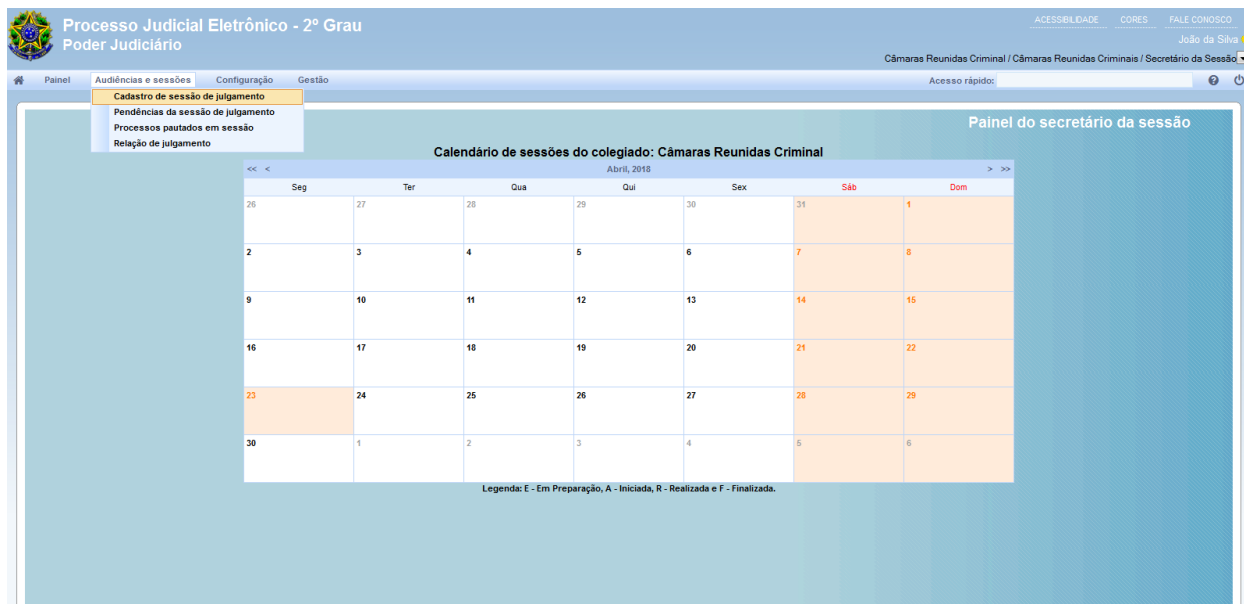 Processo Judicial Eletrônico - 2º Grau
Poder Judiciário
ACESSIBILIDADE CORES FALE CONOSCO
João da Silva
Câmaras Reunidas Criminal / Câmaras Reunidas Criminais / Secretário da Sessão
Painel Audiências e sessões Configuração Gestão Acesso rápido:
Cadastro de sessão de julgamento
Pendências da sessão de julgamento
Processos pautados em sessão
Relação de julgamento
Painel do secretário da sessão
Calendário de sessões do colegiado: Câmaras Reunidas Criminal
<< < Abril, 2018 > >>
Seg Ter Qua Qui Sex Sáb Dom
26 27 28 29 30 31 1
2 3 4 5 6 7 8
9 10 11 12 13 14 15
16 17 18 19 20 21 22
23 24 25 26 27 28 29
30 1 2 3 4 5 6
Legenda: E - Em Preparação, A - Iniciada, R - Realizada e F - Finalizada.